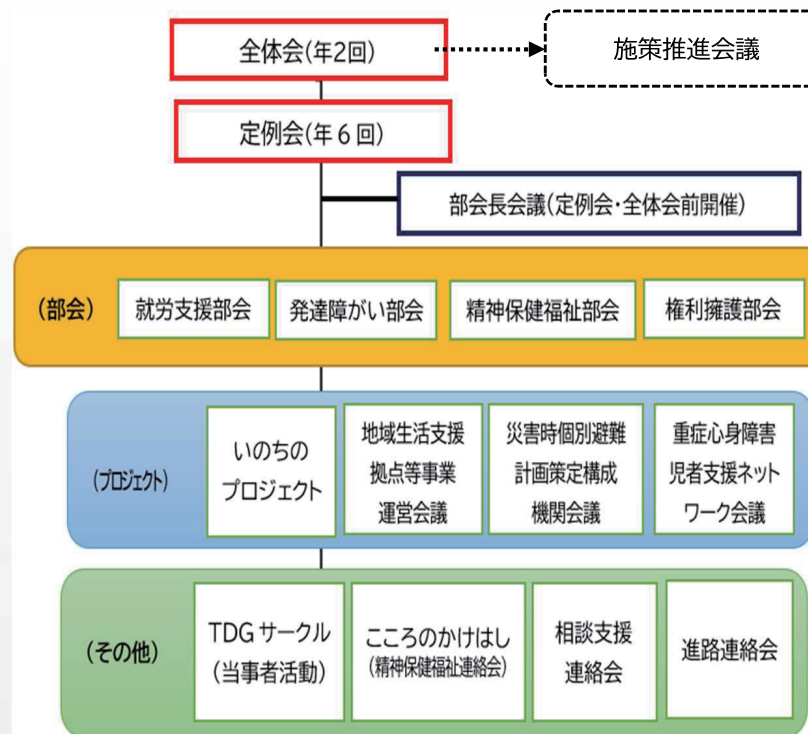 全体会(年2回)
施策推進会議
定例会(年６回)
部会長会議(定例会・全体会前開催)
(部会)
就労支援部会
発達障がい部会
精神保健福祉部会
権利擁護部会
(プロジェクト)
いのちの
プロジェクト
地域生活支援
拠点等事業
運営会議
災害時個別避難
計画策定構成
機関会議
重症心身障害
児者支援ネット
ワーク会議
(その他)
TDGサークル
(当事者活動)
こころのかけはし
(精神保健福祉連絡会)
相談支援
連絡会
進路連絡会